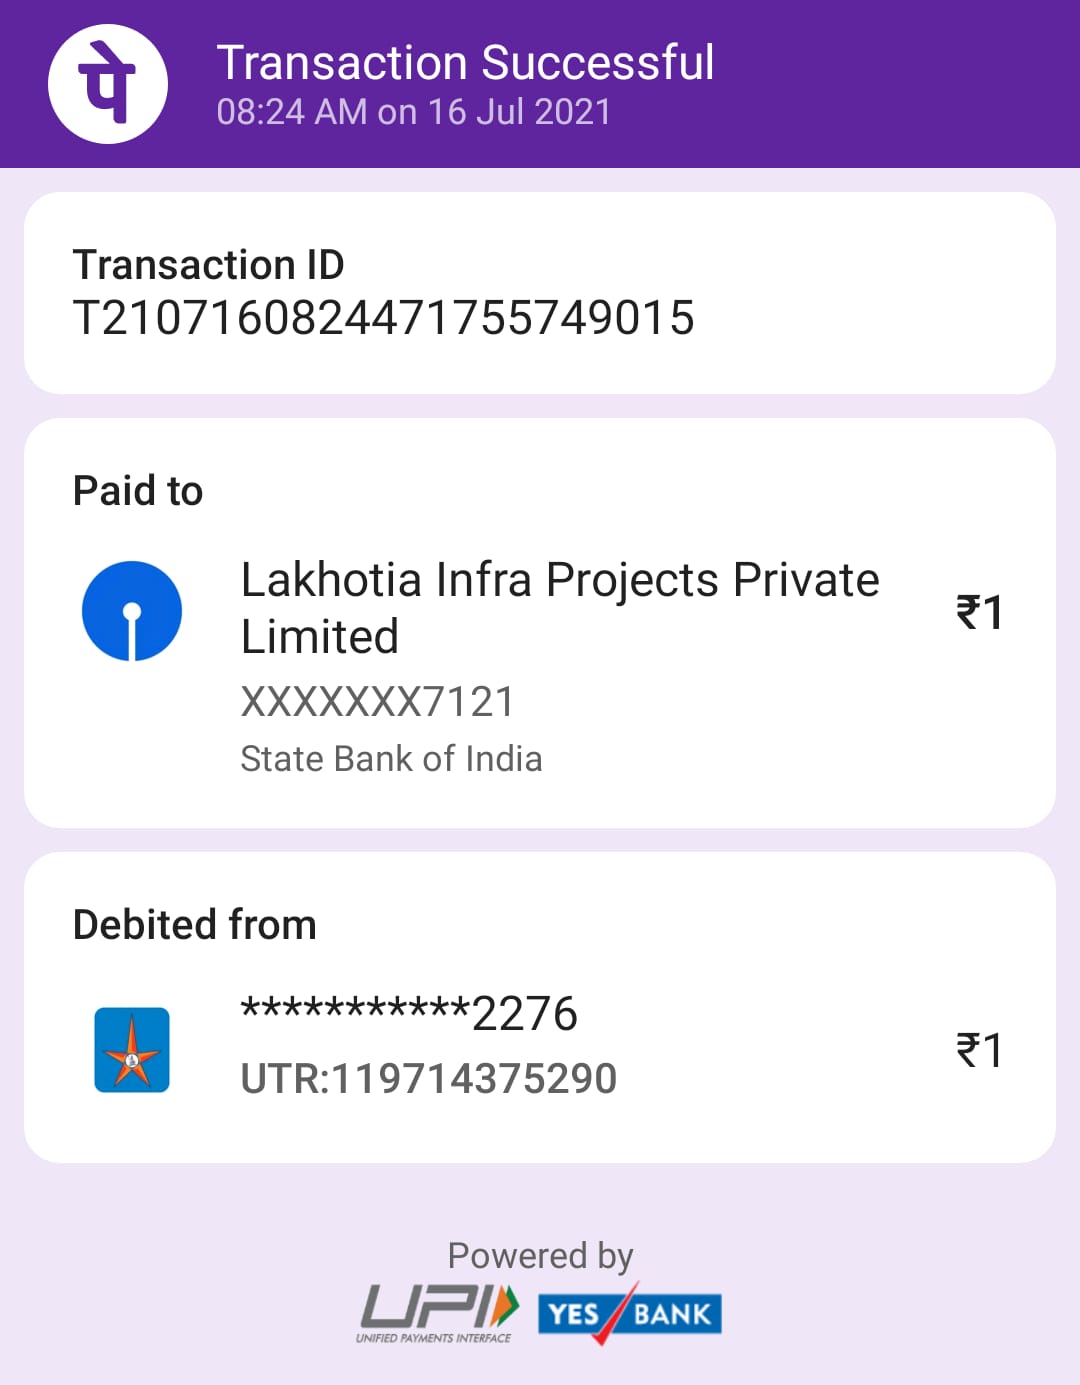 पे
Transaction Successful
08:24 AM on 16 Jul 2021
Transaction ID
T2107160824471755749015
Paid to
Lakhotia Infra Projects Private
Limited
₹1
XXXXXXX7121
State Bank of India
Debited from
***********2276
₹1
UTR:119714375290
Powered by
UPI
UNIFIED PAYMENTS INTERFACE
YES BANK